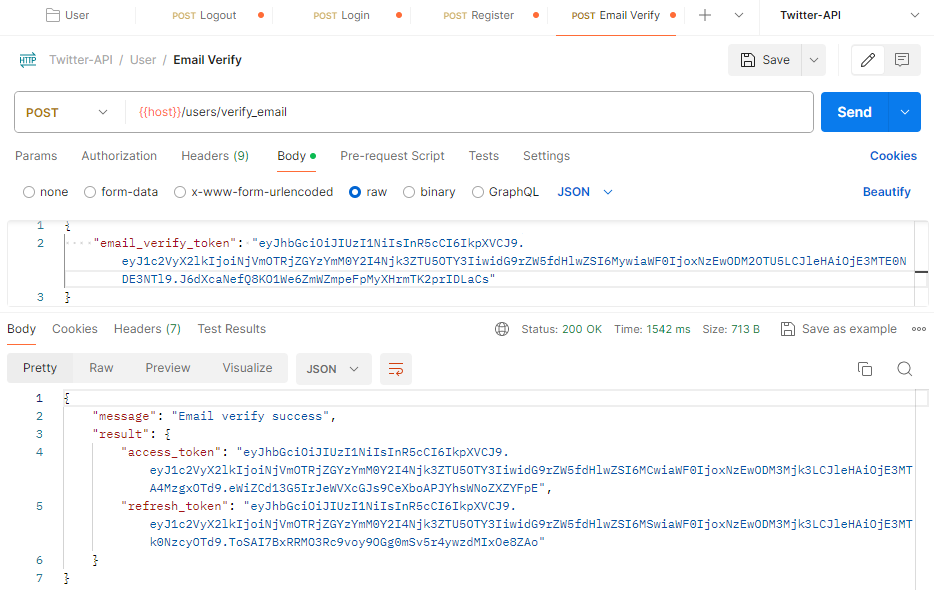 User POST Logout POST Login POST Register POST Email Verify Twitter-API
HTTP Twitter-API / User / Email Verify Save
POST {{host}}/users/verify_email Send
Params Authorization Headers (9) Body Pre-request Script Tests Settings Cookies
none form-data x-www-form-urlencoded raw binary GraphQL JSON Beautify
1 {
2 "email_verify_token": "eyJhbGciOiJIUzI1NiIsInR5cCI6IkpXVCJ9.
eyJ1c2VyX2lkIjoiNjVmOTRjZGYzYmM0Y2I4Njk3ZTU5OTY3IiwidG9rZW5fdHlwZSI6MywiaWF0IjoxNzEwODM2OTU5LCJleHAiOjE3MTE0N
DE3NTl9.J6dXcaNefQ8KO1We6ZmWZmpeFpMyXHrmTK2prIDLaCs"
3 }
Body Cookies Headers (7) Test Results Status: 200 OK Time: 1542 ms Size: 713 B Save as example
Pretty Raw Preview Visualize JSON
1 {
2 "message": "Email verify success",
3 "result": {
4 "access_token": "eyJhbGciOiJIUzI1NiIsInR5cCI6IkpXVCJ9.
eyJ1c2VyX2lkIjoiNjVmOTRjZGYzYmM0Y2I4Njk3ZTU5OTY3IiwidG9rZW5fdHlwZSI6MCwiaWF0IjoxNzEwODM3Mjk3LCJleHAiOjE3MT
A4MzgxOTd9.eWiZCd13G5IrJeWVXcGJs9CeXboAPJYhsWNoZXZYFpE",
5 "refresh_token": "eyJhbGciOiJIUzI1NiIsInR5cCI6IkpXVCJ9.
eyJ1c2VyX2lkIjoiNjVmOTRjZGYzYmM0Y2I4Njk3ZTU5OTY3IiwidG9rZW5fdHlwZSI6MSwiaWF0IjoxNzEwODM3Mjk3LCJleHAiOjE3MT
k0NzcyOTd9.ToSAI7BxRRMO3Rc9voy9OGg0mSv5r4ywzdMIxOe8ZAo"
6 }
7 }